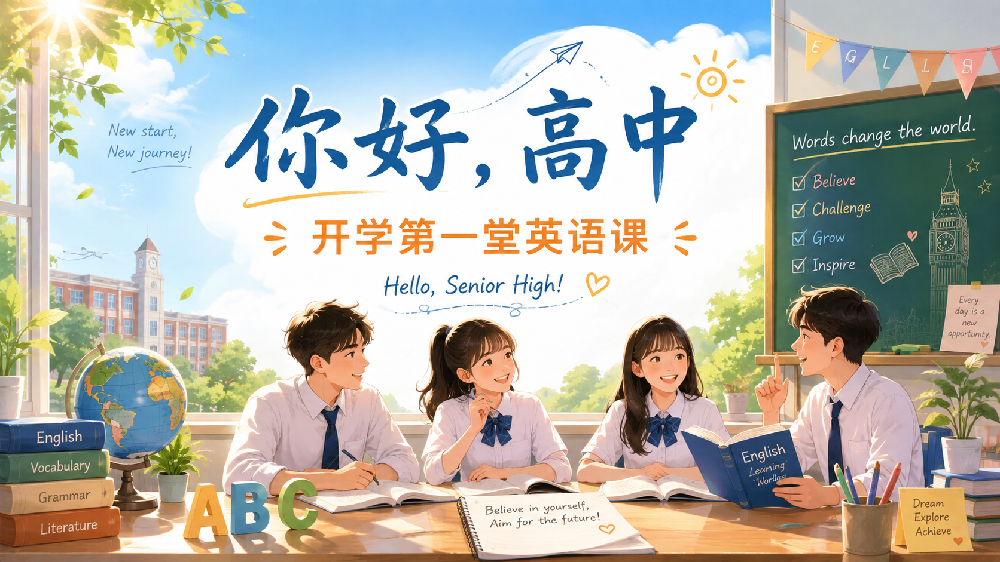 New start,
New journey!
你好,高中
开学第一堂英语课
Hello, Senior High!
E G L I S
Words change the world.
Believe
Challenge
Grow
Inspire
Every
day is a
new
opportunity.
English
Vocabulary
Grammar
Literature
ABC
Believe in yourself,
Aim for the future!
English
Learning
Dream
Explore
Achieve